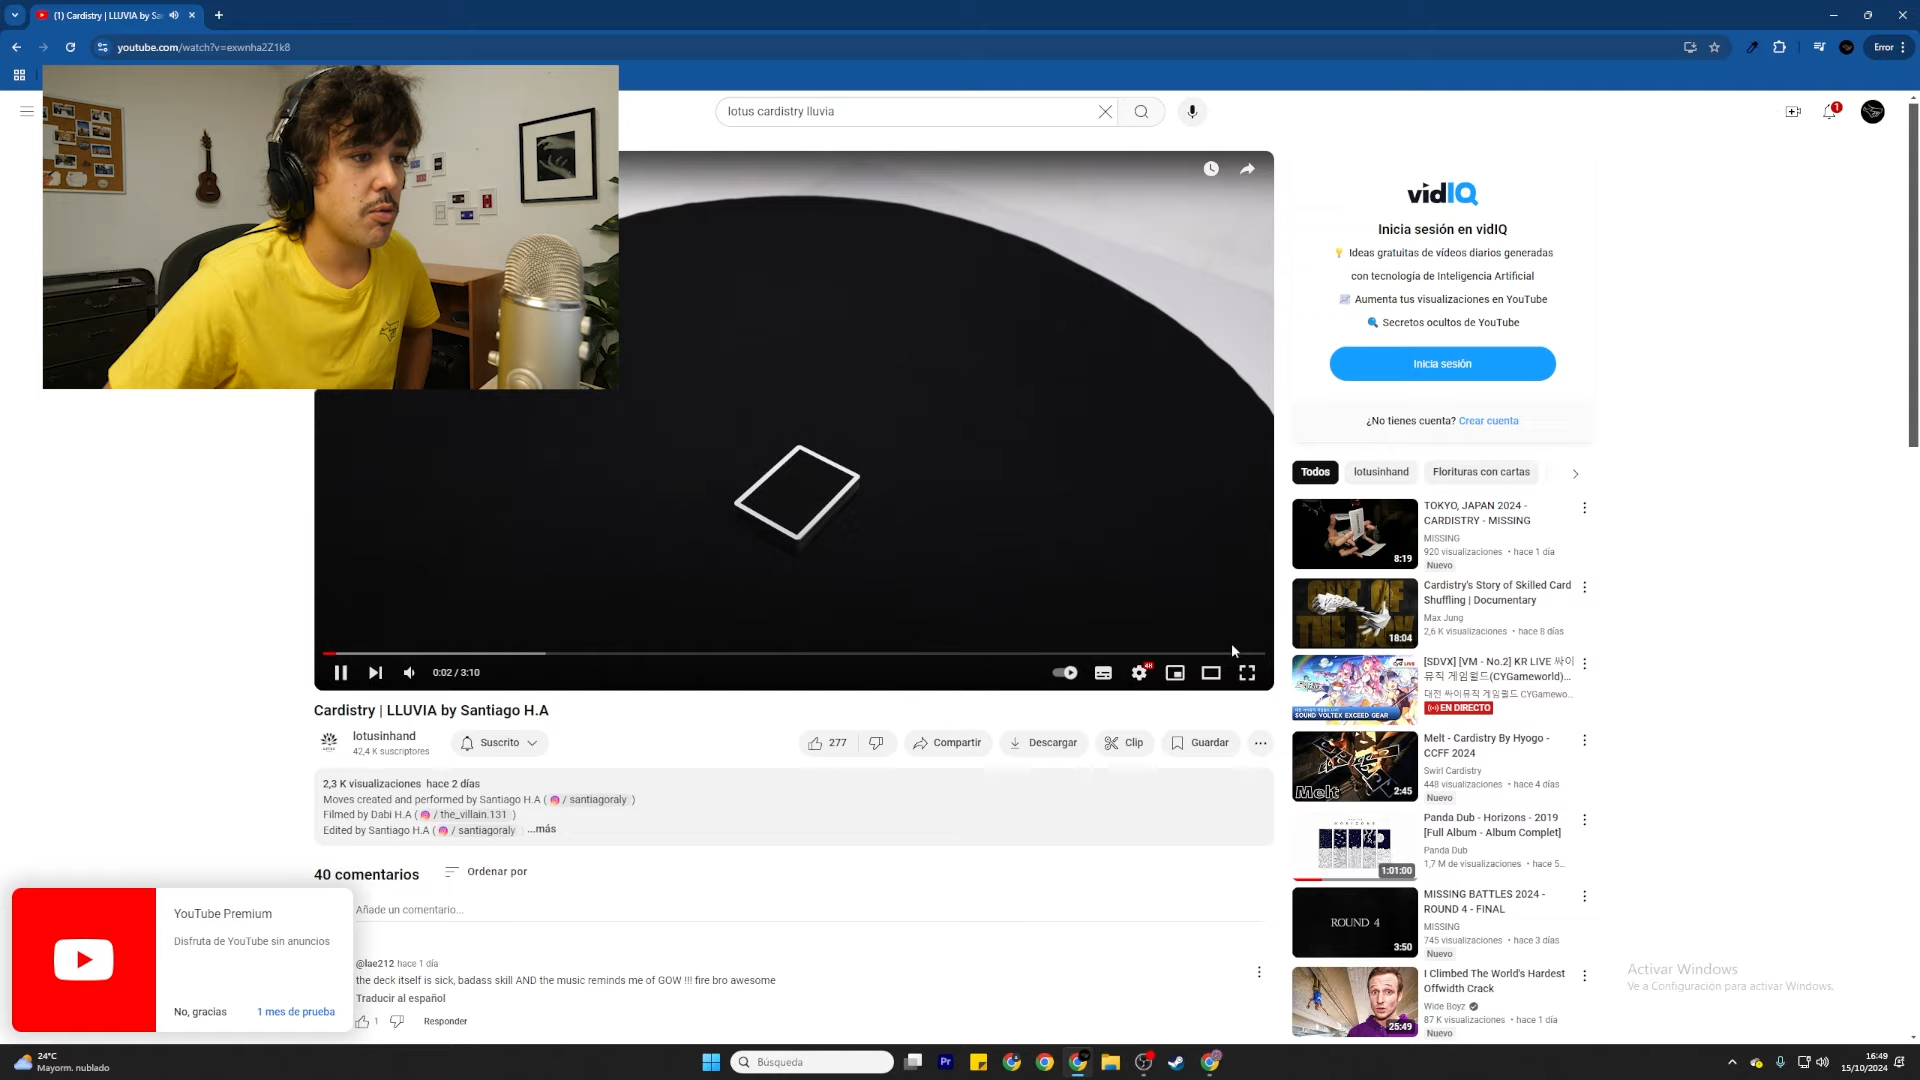 (1) Cardistry | LLUVIA by Sa
youtube.com/watch?v=exwnha2Z1k8
Error
lotus cardistry lluvia
1
vidIQ
Inicia sesión en vidIQ
Ideas gratuitas de vídeos diarios generadas
con tecnología de Inteligencia Artificial
Aumenta tus visualizaciones en YouTube
Secretos ocultos de YouTube
Inicia sesión
¿No tienes cuenta? Crear cuenta
Todos
lotusinhand
Florituras con cartas
0:02 / 3:10
Cardistry | LLUVIA by Santiago H.A
lotusinhand
42,4 K suscriptores
Suscrito
277
Compartir
Descargar
Clip
Guardar
2,3 K visualizaciones hace 2 días
Moves created and performed by Santiago H.A ( / santiagoraly )
Filmed by Dabi H.A ( / the_villain.131 )
Edited by Santiago H.A ( / santiagoraly ...más
40 comentarios
Ordenar por
Añade un comentario...
@lae212 hace 1 día
the deck itself is sick, badass skill AND the music reminds me of GOW !!! fire bro awesome
Traducir al español
1
Responder
TOKYO, JAPAN 2024 -
CARDISTRY - MISSING
MISSING
920 visualizaciones • hace 1 día
Nuevo
8:19
Cardistry's Story of Skilled Card
Shuffling | Documentary
Max Jung
2,6 K visualizaciones • hace 8 días
OUT OF
THE BOX
18:04
[SDVX] [VM - No.2] KR LIVE 싸이
뮤직 게임월드(CYGameworld)...
대전 싸이뮤직 게임월드 CYGamewo...
EN DIRECTO
SOUND VOLTEX EXCEED GEAR
Melt - Cardistry By Hyogo -
CCFF 2024
Swirl Cardistry
448 visualizaciones • hace 4 días
Nuevo
Melt
2:45
Panda Dub - Horizons - 2019
[Full Album - Album Complet]
Panda Dub
1,7 M de visualizaciones • hace 5...
HORIZONS
1:01:00
MISSING BATTLES 2024 -
ROUND 4 - FINAL
MISSING
745 visualizaciones • hace 3 días
Nuevo
ROUND 4
3:50
I Climbed The World's Hardest
Offwidth Crack
Wide Boyz
87 K visualizaciones • hace 1 día
Nuevo
25:49
YouTube Premium
Disfruta de YouTube sin anuncios
No, gracias
1 mes de prueba
Activar Windows
Ve a Configuración para activar Windows.
24°C
Mayorm. nublado
Búsqueda
Pr
16:49
15/10/2024